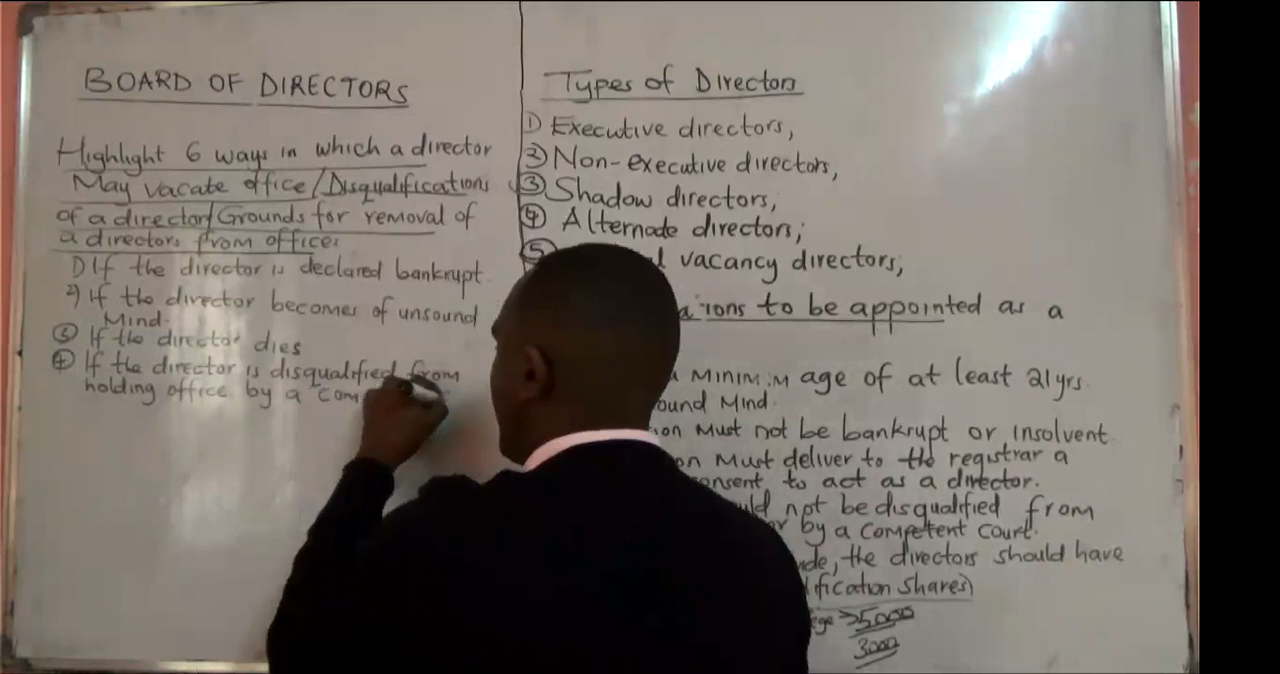 BOARD OF DIRECTORS
Highlight 6 ways in which a director
May vacate office/Disqualifications
of a director/Grounds for removal of
a directors from office:
1) If the director is declared bankrupt
2) If the director becomes of unsound
Mind.
③ If the director dies
④ If the director is disqualified from
holding office by a
Types of Directors
① Executive directors,
② Non-executive directors,
③ Shadow directors,
④ Alternade directors;
⑤ vacancy directors,
to be appointed as a
MINIMUM age of at least 21yrs.
Mind.
Must not be bankrupt or insolvent.
Must deliver to the registrar a
to act as a director.
not be disqualified from
by a competent court.
the directors should have
shares)
>5000
3000